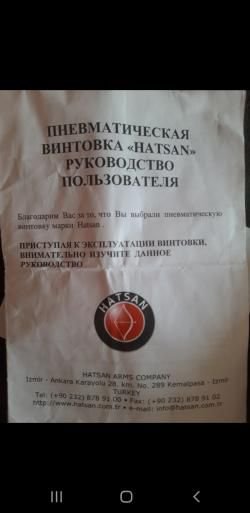 ПНЕВМАТИЧЕСКАЯ
ВИНТОВКА «HATSAN»
РУКОВОДСТВО
ПОЛЬЗОВАТЕЛЯ
Благодарим Вас за то, что Вы выбрали пневматическую
винтовку марки Hatsan .
ПРИСТУПАЯ К ЭКСПЛУАТАЦИИ ВИНТОВКИ,
ВНИМАТЕЛЬНО ИЗУЧИТЕ ДАННОЕ
РУКОВОДСТВО
HATSAN
HATSAN ARMS COMPANY
Izmir - Ankara Karayolu 28. km. No. 289 Kemalpasa - Izmir
TURKEY
Tel: (+90 232) 878 91 00 • Fax: (+90 232) 878 91 02
http://www.hatsan.com.tr • e-mail: info@hatsan.com.tr